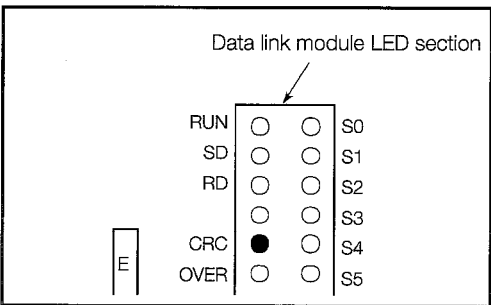 Data link module LED section
RUN S0
SD S1
RD S2
S3
CRC S4
E
OVER S5